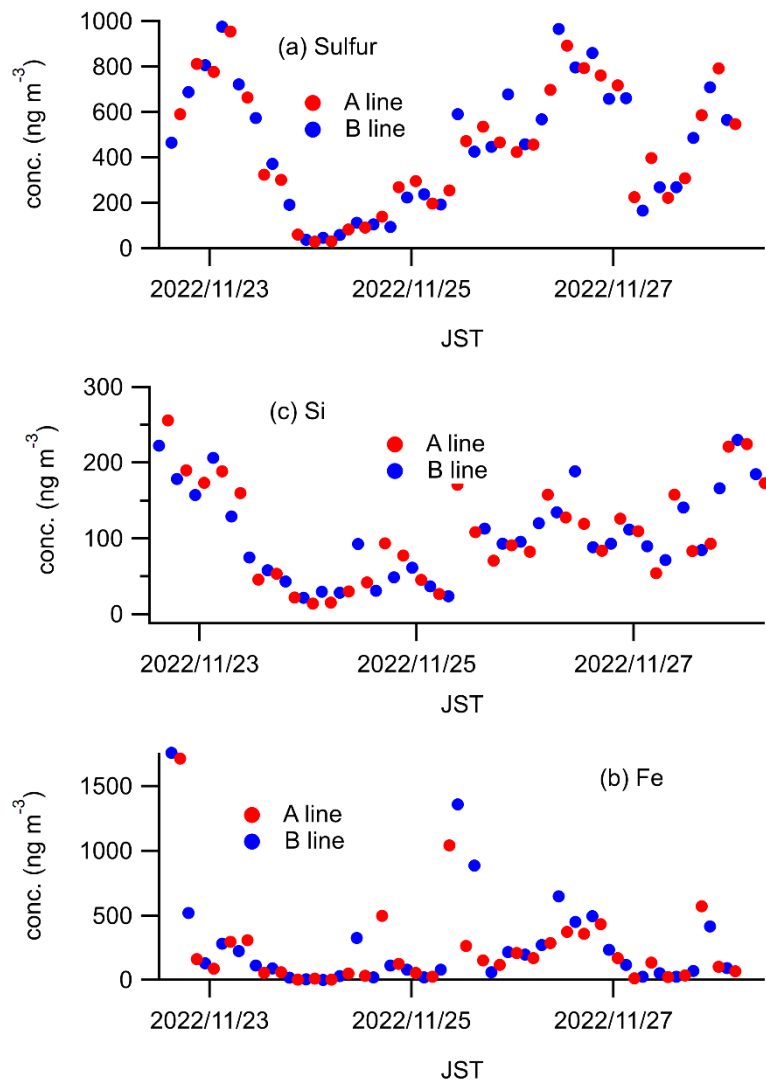 1000
800
600
400
200
0
conc. (ng m⁻³)
(a) Sulfur
A line
B line
2022/11/23
2022/11/25
2022/11/27
JST
300
200
100
0
conc. (ng m⁻³)
(c) Si
A line
B line
2022/11/23
2022/11/25
2022/11/27
JST
1500
1000
500
0
conc. (ng m⁻³)
(b) Fe
A line
B line
2022/11/23
2022/11/25
2022/11/27
JST